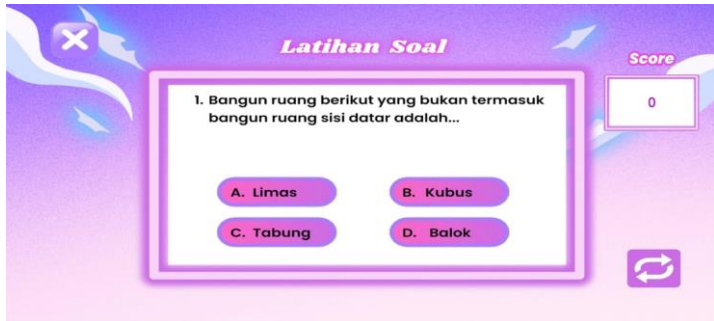 Latihan Soal
Score
0
1. Bangun ruang berikut yang bukan termasuk
bangun ruang sisi datar adalah...
A. Limas
B. Kubus
C. Tabung
D. Balok